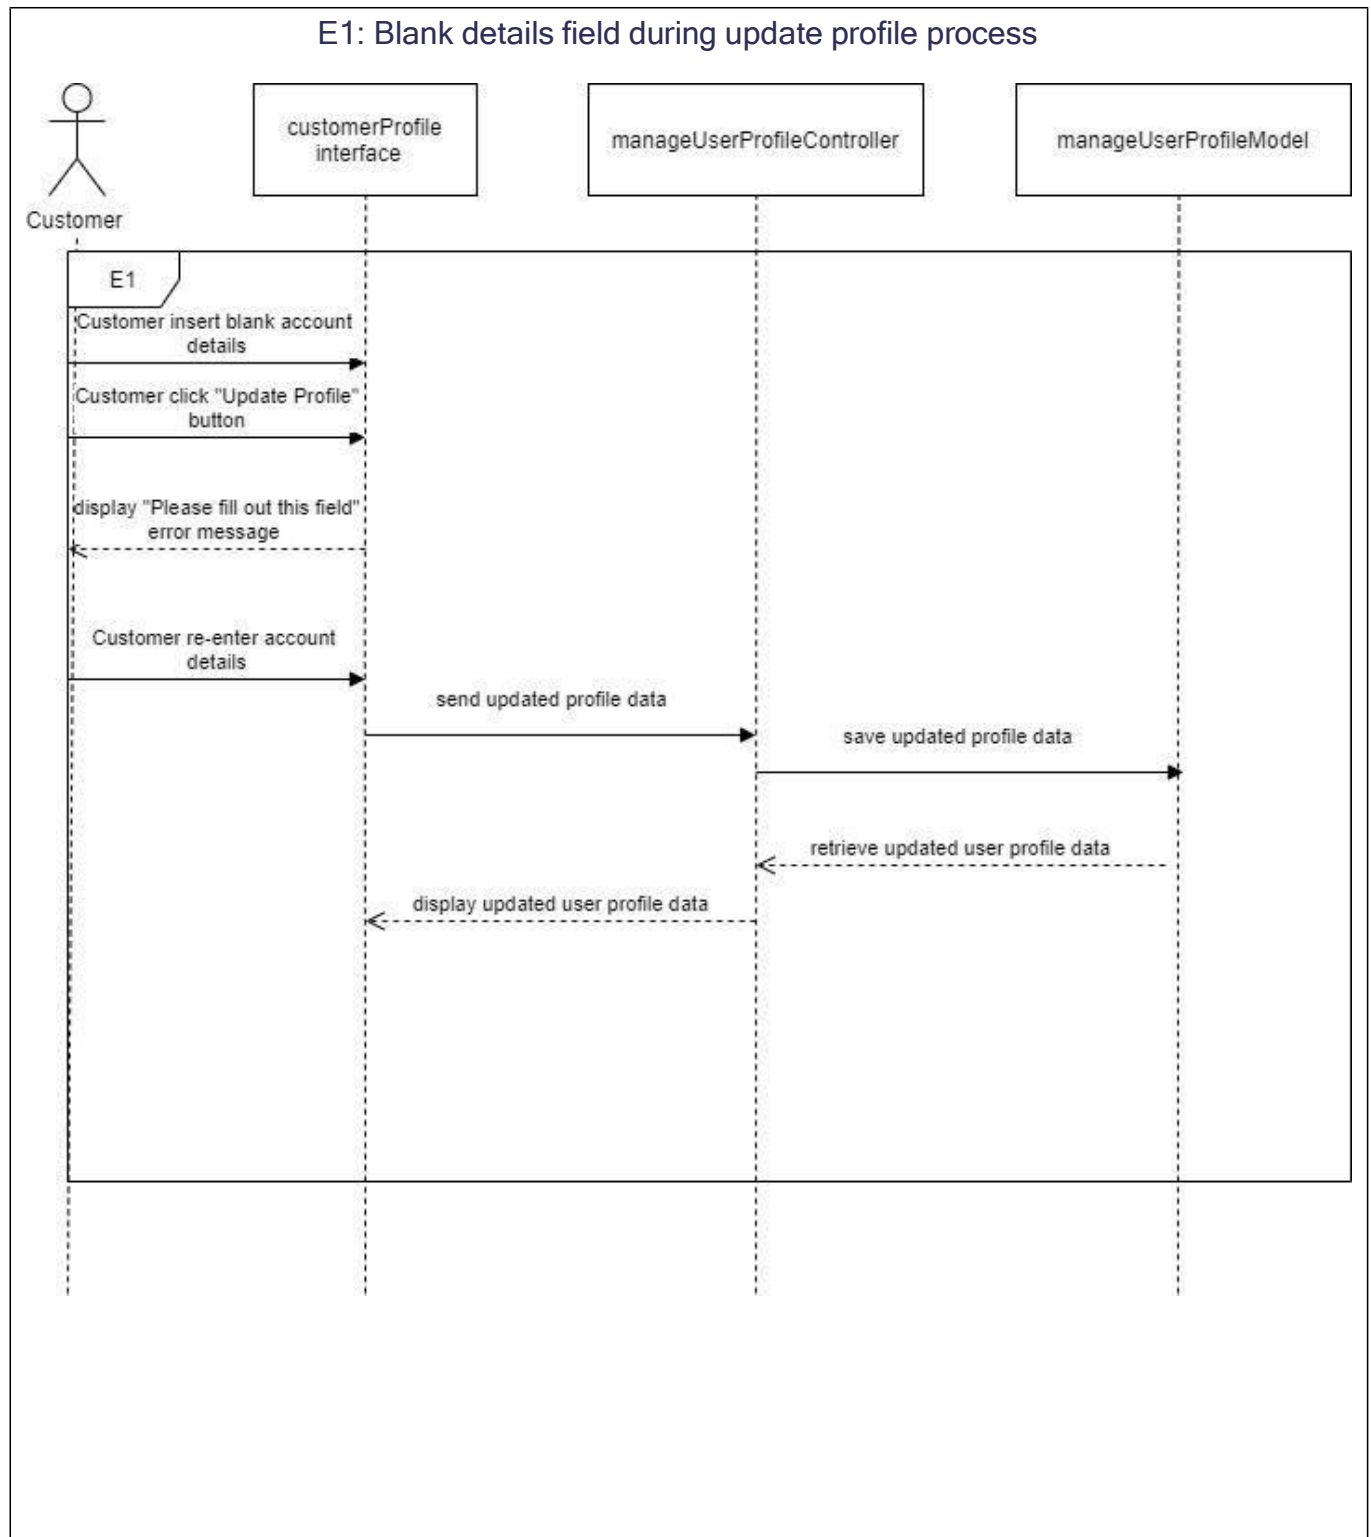 E1: Blank details field during update profile process
customerProfile
interface
manageUserProfileController
manageUserProfileModel
Customer
E1
Customer insert blank account
details
Customer click "Update Profile"
button
display "Please fill out this field"
error message
Customer re-enter account
details
send updated profile data
save updated profile data
retrieve updated user profile data
display updated user profile data